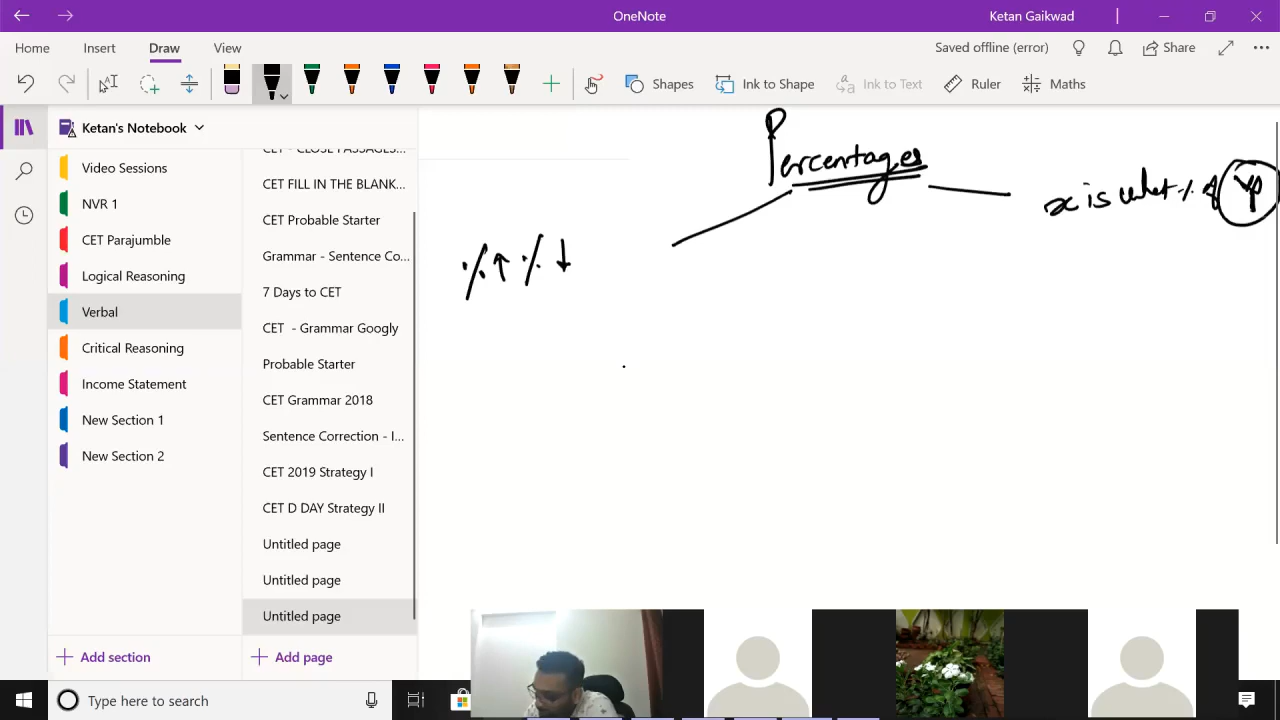 OneNote
Ketan Gaikwad
Home Insert Draw View
Saved offline (error)
Share
Shapes
Ink to Shape
Ink to Text
Ruler
Maths
Ketan's Notebook
Video Sessions
NVR 1
CET Parajumble
Logical Reasoning
Verbal
Critical Reasoning
Income Statement
New Section 1
New Section 2
Add section
CET - CLOSE PASSAGES...
CET FILL IN THE BLANK...
CET Probable Starter
Grammar - Sentence Co...
7 Days to CET
CET - Grammar Googly
Probable Starter
CET Grammar 2018
Sentence Correction - I...
CET 2019 Strategy I
CET D DAY Strategy II
Untitled page
Untitled page
Untitled page
Add page
Percentages
x is what % of
%↑ %↓
Type here to search